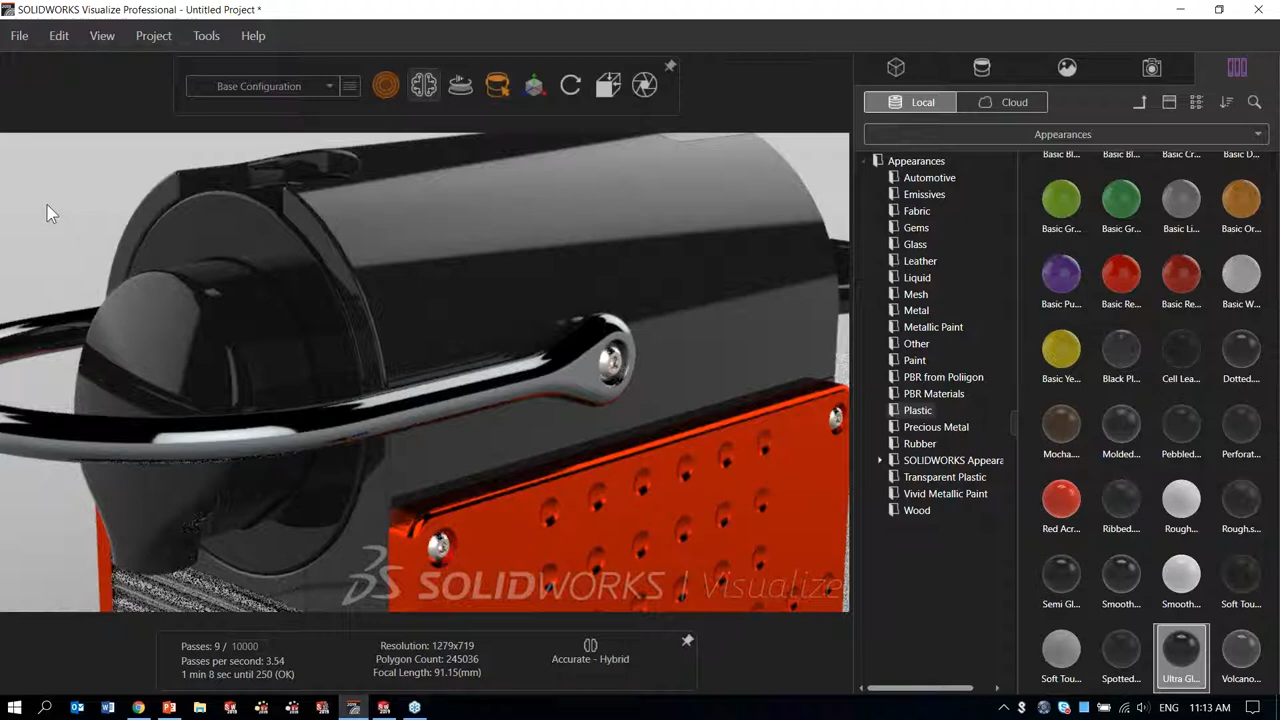 SOLIDWORKS Visualize Professional - Untitled Project *
File Edit View Project Tools Help
Base Configuration
Local Cloud
Appearances
Appearances
Automotive
Emissives
Fabric
Gems
Glass
Leather
Liquid
Mesh
Metal
Metallic Paint
Other
Paint
PBR from Poliigon
PBR Materials
Plastic
Precious Metal
Rubber
SOLIDWORKS Appeara
Transparent Plastic
Vivid Metallic Paint
Wood
Basic Bl... Basic Bl... Basic Cr... Basic D...
Basic Gr... Basic Gr... Basic Li... Basic Or...
Basic Pu... Basic Re... Basic Re... Basic W...
Basic Ye... Black Pl... Cell Lea... Dotted...
Mocha... Molded... Pebbled... Perforat...
Red Acr... Ribbed... Rough... Rough.s...
Semi Gl... Smooth... Smooth... Soft Tou...
Soft Tou... Spotted... Ultra Gl... Volcano...
SOLIDWORKS | Visualize
Passes: 9 / 10000
Passes per second: 3.54
1 min 8 sec until 250 (OK)
Resolution: 1279x719
Polygon Count: 245036
Focal Length: 91.15(mm)
Accurate - Hybrid
ENG 11:13 AM